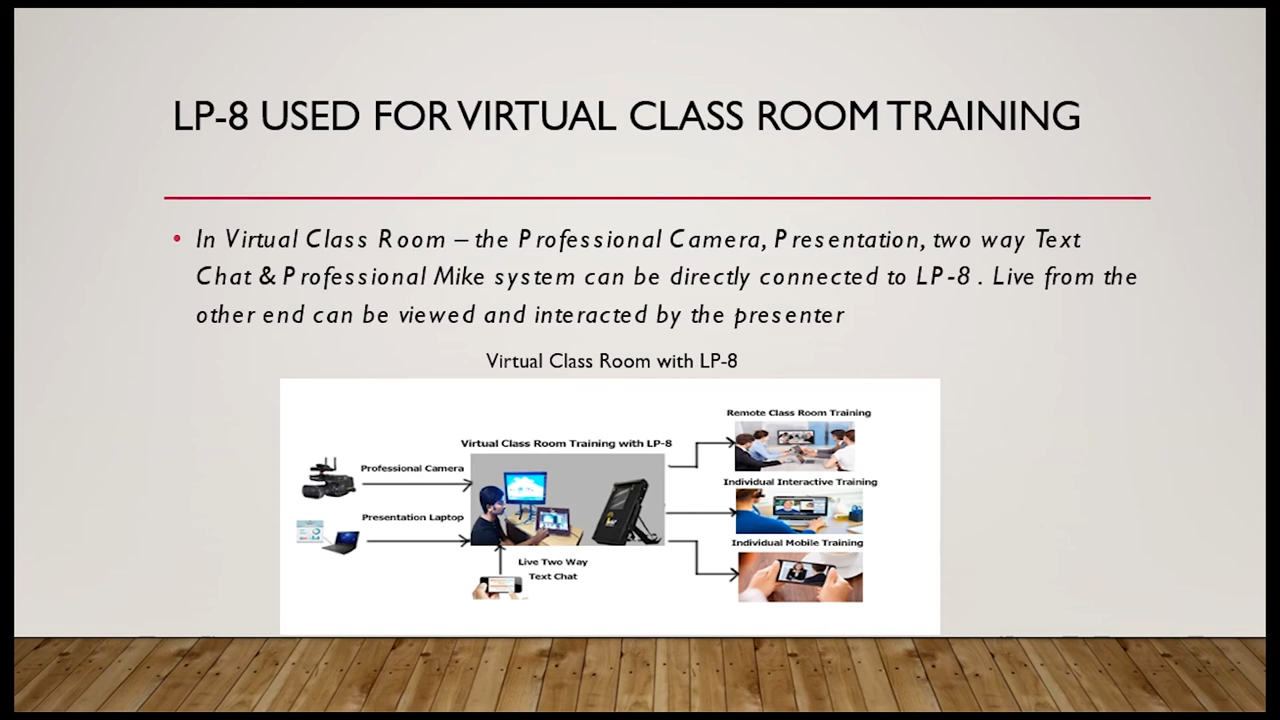 LP-8 USED FOR VIRTUAL CLASS ROOM TRAINING
• In Virtual Class Room – the Professional Camera, Presentation, two way Text
Chat & Professional Mike system can be directly connected to LP-8 . Live from the
other end can be viewed and interacted by the presenter
Virtual Class Room with LP-8
Remote Class Room Training
Virtual Class Room Training with LP-8
Professional Camera
Individual Interactive Training
Presentation Laptop
Individual Mobile Training
Live Two Way
Text Chat